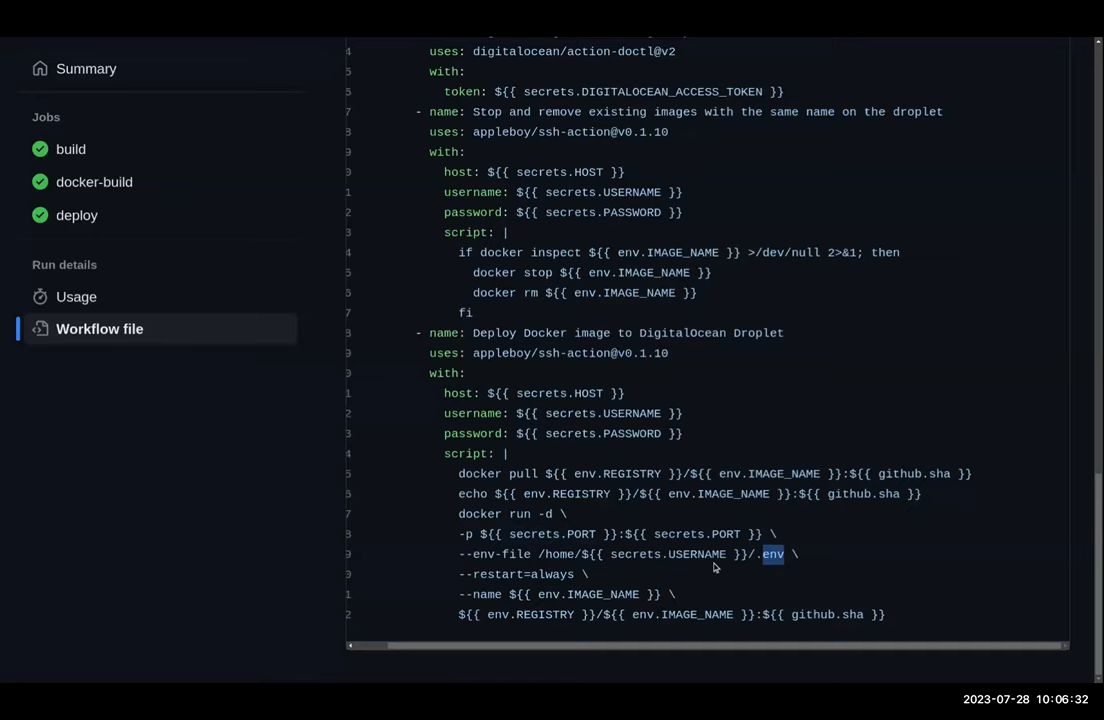 Summary
Jobs
build
docker-build
deploy
Run details
Usage
Workflow file
4 uses: digitalocean/action-doctl@v2
5 with:
6 token: ${{ secrets.DIGITALOCEAN_ACCESS_TOKEN }}
7 - name: Stop and remove existing images with the same name on the droplet
8 uses: appleboy/ssh-action@v0.1.10
9 with:
0 host: ${{ secrets.HOST }}
1 username: ${{ secrets.USERNAME }}
2 password: ${{ secrets.PASSWORD }}
3 script: |
4 if docker inspect ${{ env.IMAGE_NAME }} >/dev/null 2>&1; then
5 docker stop ${{ env.IMAGE_NAME }}
6 docker rm ${{ env.IMAGE_NAME }}
7 fi
8 - name: Deploy Docker image to DigitalOcean Droplet
9 uses: appleboy/ssh-action@v0.1.10
0 with:
1 host: ${{ secrets.HOST }}
2 username: ${{ secrets.USERNAME }}
3 password: ${{ secrets.PASSWORD }}
4 script: |
5 docker pull ${{ env.REGISTRY }}/${{ env.IMAGE_NAME }}:${{ github.sha }}
6 echo ${{ env.REGISTRY }}/${{ env.IMAGE_NAME }}:${{ github.sha }}
7 docker run -d \
8 -p ${{ secrets.PORT }}:${{ secrets.PORT }} \
9 --env-file /home/${{ secrets.USERNAME }}/.env \
0 --restart=always \
1 --name ${{ env.IMAGE_NAME }} \
2 ${{ env.REGISTRY }}/${{ env.IMAGE_NAME }}:${{ github.sha }}
2023-07-28 10:06:32